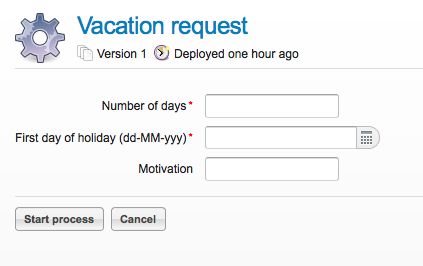 Vacation request
Version 1 Deployed one hour ago
Number of days *
First day of holiday (dd-MM-yyy) *
Motivation
Start process Cancel